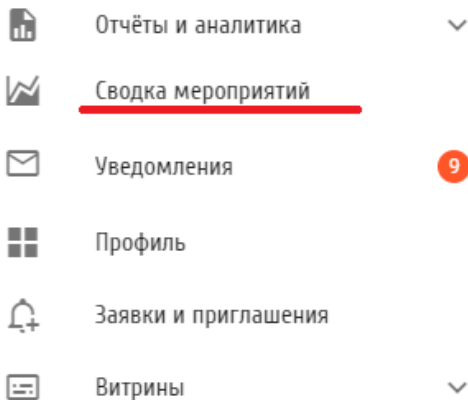 Отчёты и аналитика
Сводка мероприятий
Уведомления
9
Профиль
Заявки и приглашения
Витрины